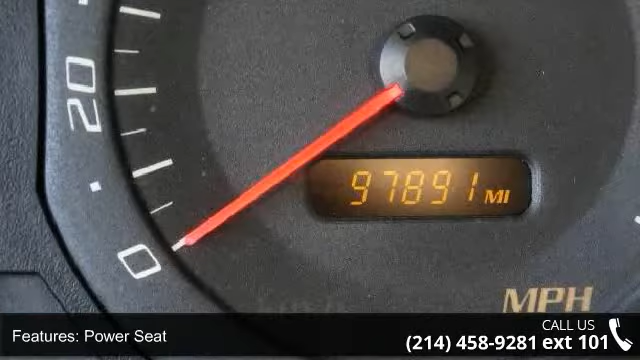 20
0
97891 MI
MPH
Features: Power Seat
CALL US
(214) 458-9281 ext 101